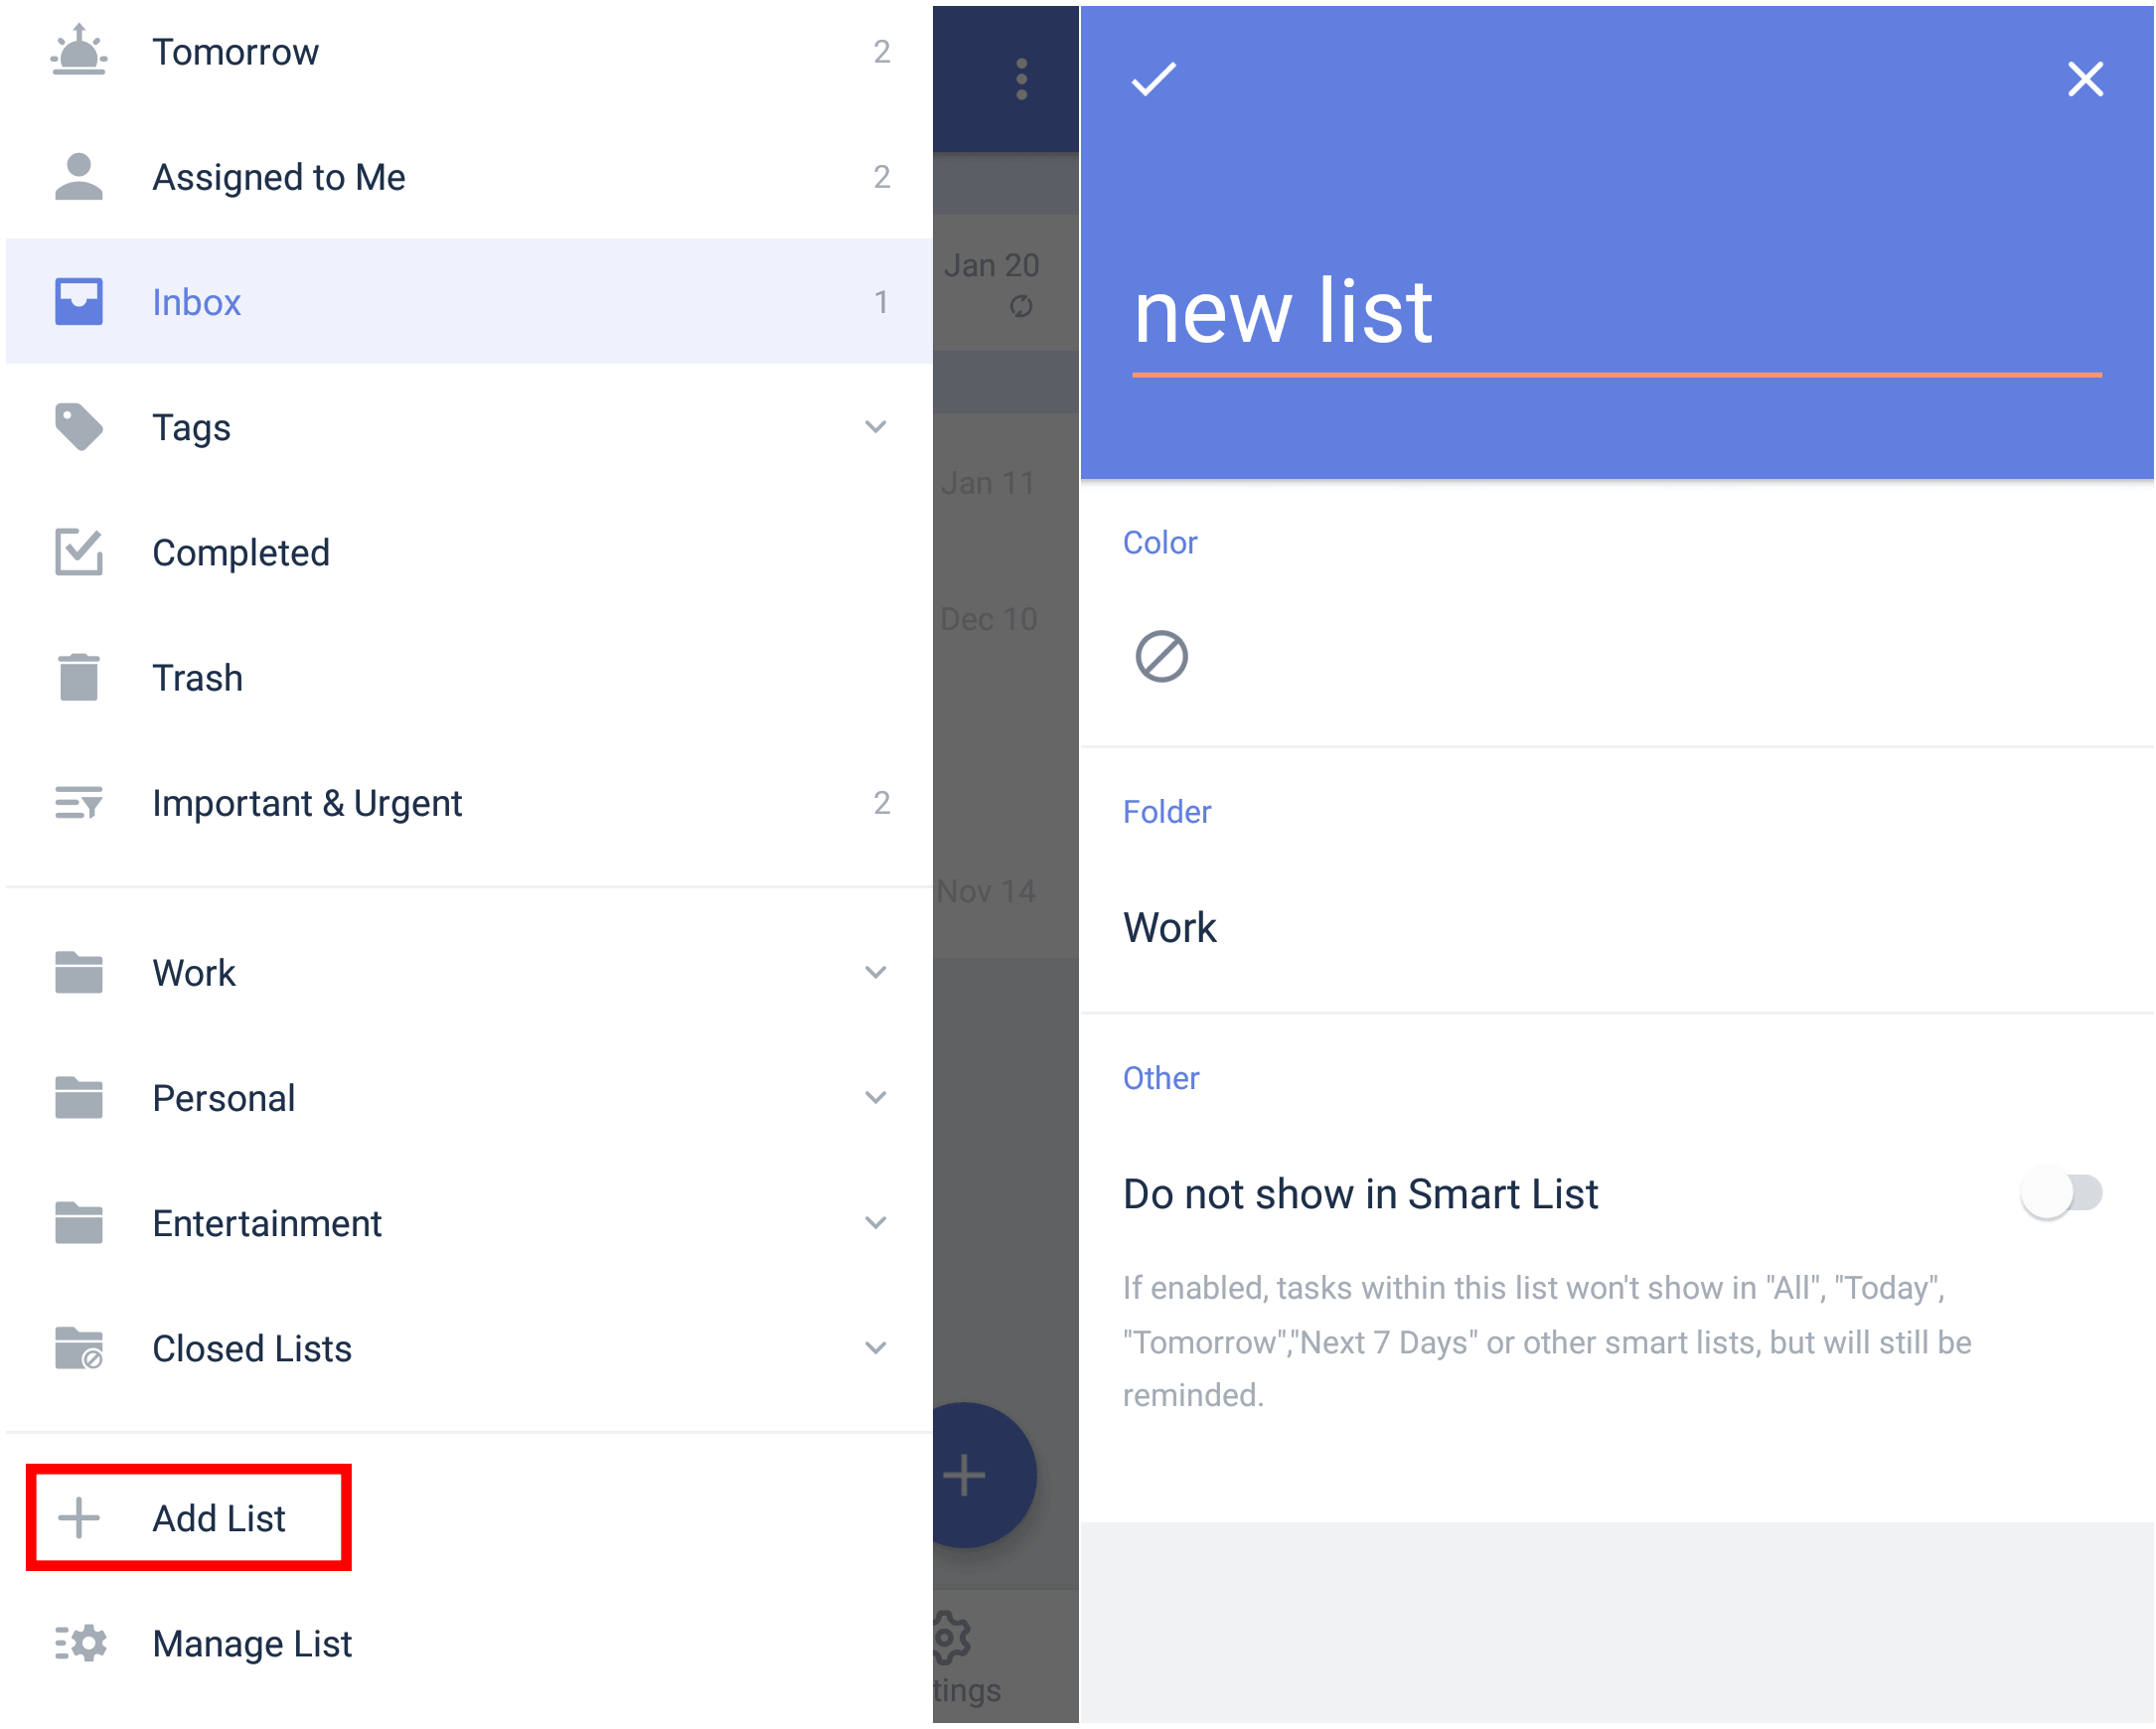 Tomorrow 2
Assigned to Me 2
Inbox 1
Tags
Completed
Trash
Important & Urgent 2
Work
Personal
Entertainment
Closed Lists
Add List
Manage List
Jan 20
Jan 11
Dec 10
Nov 14
tings
new list
Color
Folder
Work
Other
Do not show in Smart List
If enabled, tasks within this list won't show in "All", "Today",
"Tomorrow","Next 7 Days" or other smart lists, but will still be
reminded.